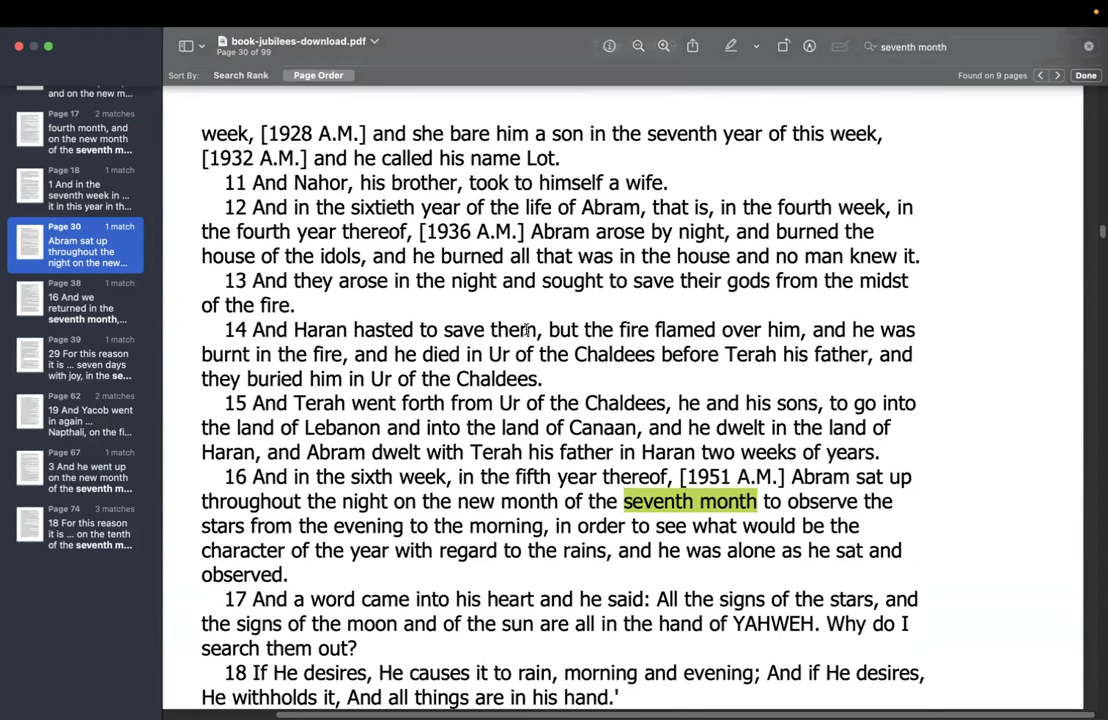 book-jubilees-download.pdf
Page 30 of 99
seventh month
Sort By:
Search Rank
Page Order
Found on 9 pages
Done
and on the new m...
Page 17 2 matches
fourth month, and
on the new month
of the seventh m...
Page 18 1 match
1 And in the
seventh week in ...
it in this year in th...
Page 30 1 match
Abram sat up
throughout the
night on the new...
Page 38 1 match
16 And we
returned in the
seventh month,...
Page 39 1 match
29 For this reason
it is ... seven days
with joy, in the se...
Page 62 2 matches
19 And Yacob went
in again ...
Napthali, on the fi...
Page 67 1 match
3 And he went up
on the new month
of the seventh m...
Page 74 3 matches
18 For this reason
it is ... on the tenth
of the seventh m...
week, [1928 A.M.] and she bare him a son in the seventh year of this week,
[1932 A.M.] and he called his name Lot.
11 And Nahor, his brother, took to himself a wife.
12 And in the sixtieth year of the life of Abram, that is, in the fourth week, in
the fourth year thereof, [1936 A.M.] Abram arose by night, and burned the
house of the idols, and he burned all that was in the house and no man knew it.
13 And they arose in the night and sought to save their gods from the midst
of the fire.
14 And Haran hasted to save them, but the fire flamed over him, and he was
burnt in the fire, and he died in Ur of the Chaldees before Terah his father, and
they buried him in Ur of the Chaldees.
15 And Terah went forth from Ur of the Chaldees, he and his sons, to go into
the land of Lebanon and into the land of Canaan, and he dwelt in the land of
Haran, and Abram dwelt with Terah his father in Haran two weeks of years.
16 And in the sixth week, in the fifth year thereof, [1951 A.M.] Abram sat up
throughout the night on the new month of the seventh month to observe the
stars from the evening to the morning, in order to see what would be the
character of the year with regard to the rains, and he was alone as he sat and
observed.
17 And a word came into his heart and he said: All the signs of the stars, and
the signs of the moon and of the sun are all in the hand of YAHWEH. Why do I
search them out?
18 If He desires, He causes it to rain, morning and evening; And if He desires,
He withholds it, And all things are in his hand.'